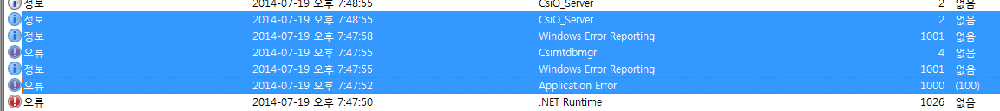 정보 2014-07-19 오후 7:48:55 CsiO_Server 2 없음
정보 2014-07-19 오후 7:48:55 CsiO_Server 2 없음
정보 2014-07-19 오후 7:47:58 Windows Error Reporting 1001 없음
오류 2014-07-19 오후 7:47:55 Csimtdbmgr 4 없음
정보 2014-07-19 오후 7:47:55 Windows Error Reporting 1001 없음
오류 2014-07-19 오후 7:47:52 Application Error 1000 (100)
오류 2014-07-19 오후 7:47:50 .NET Runtime 1026 없음